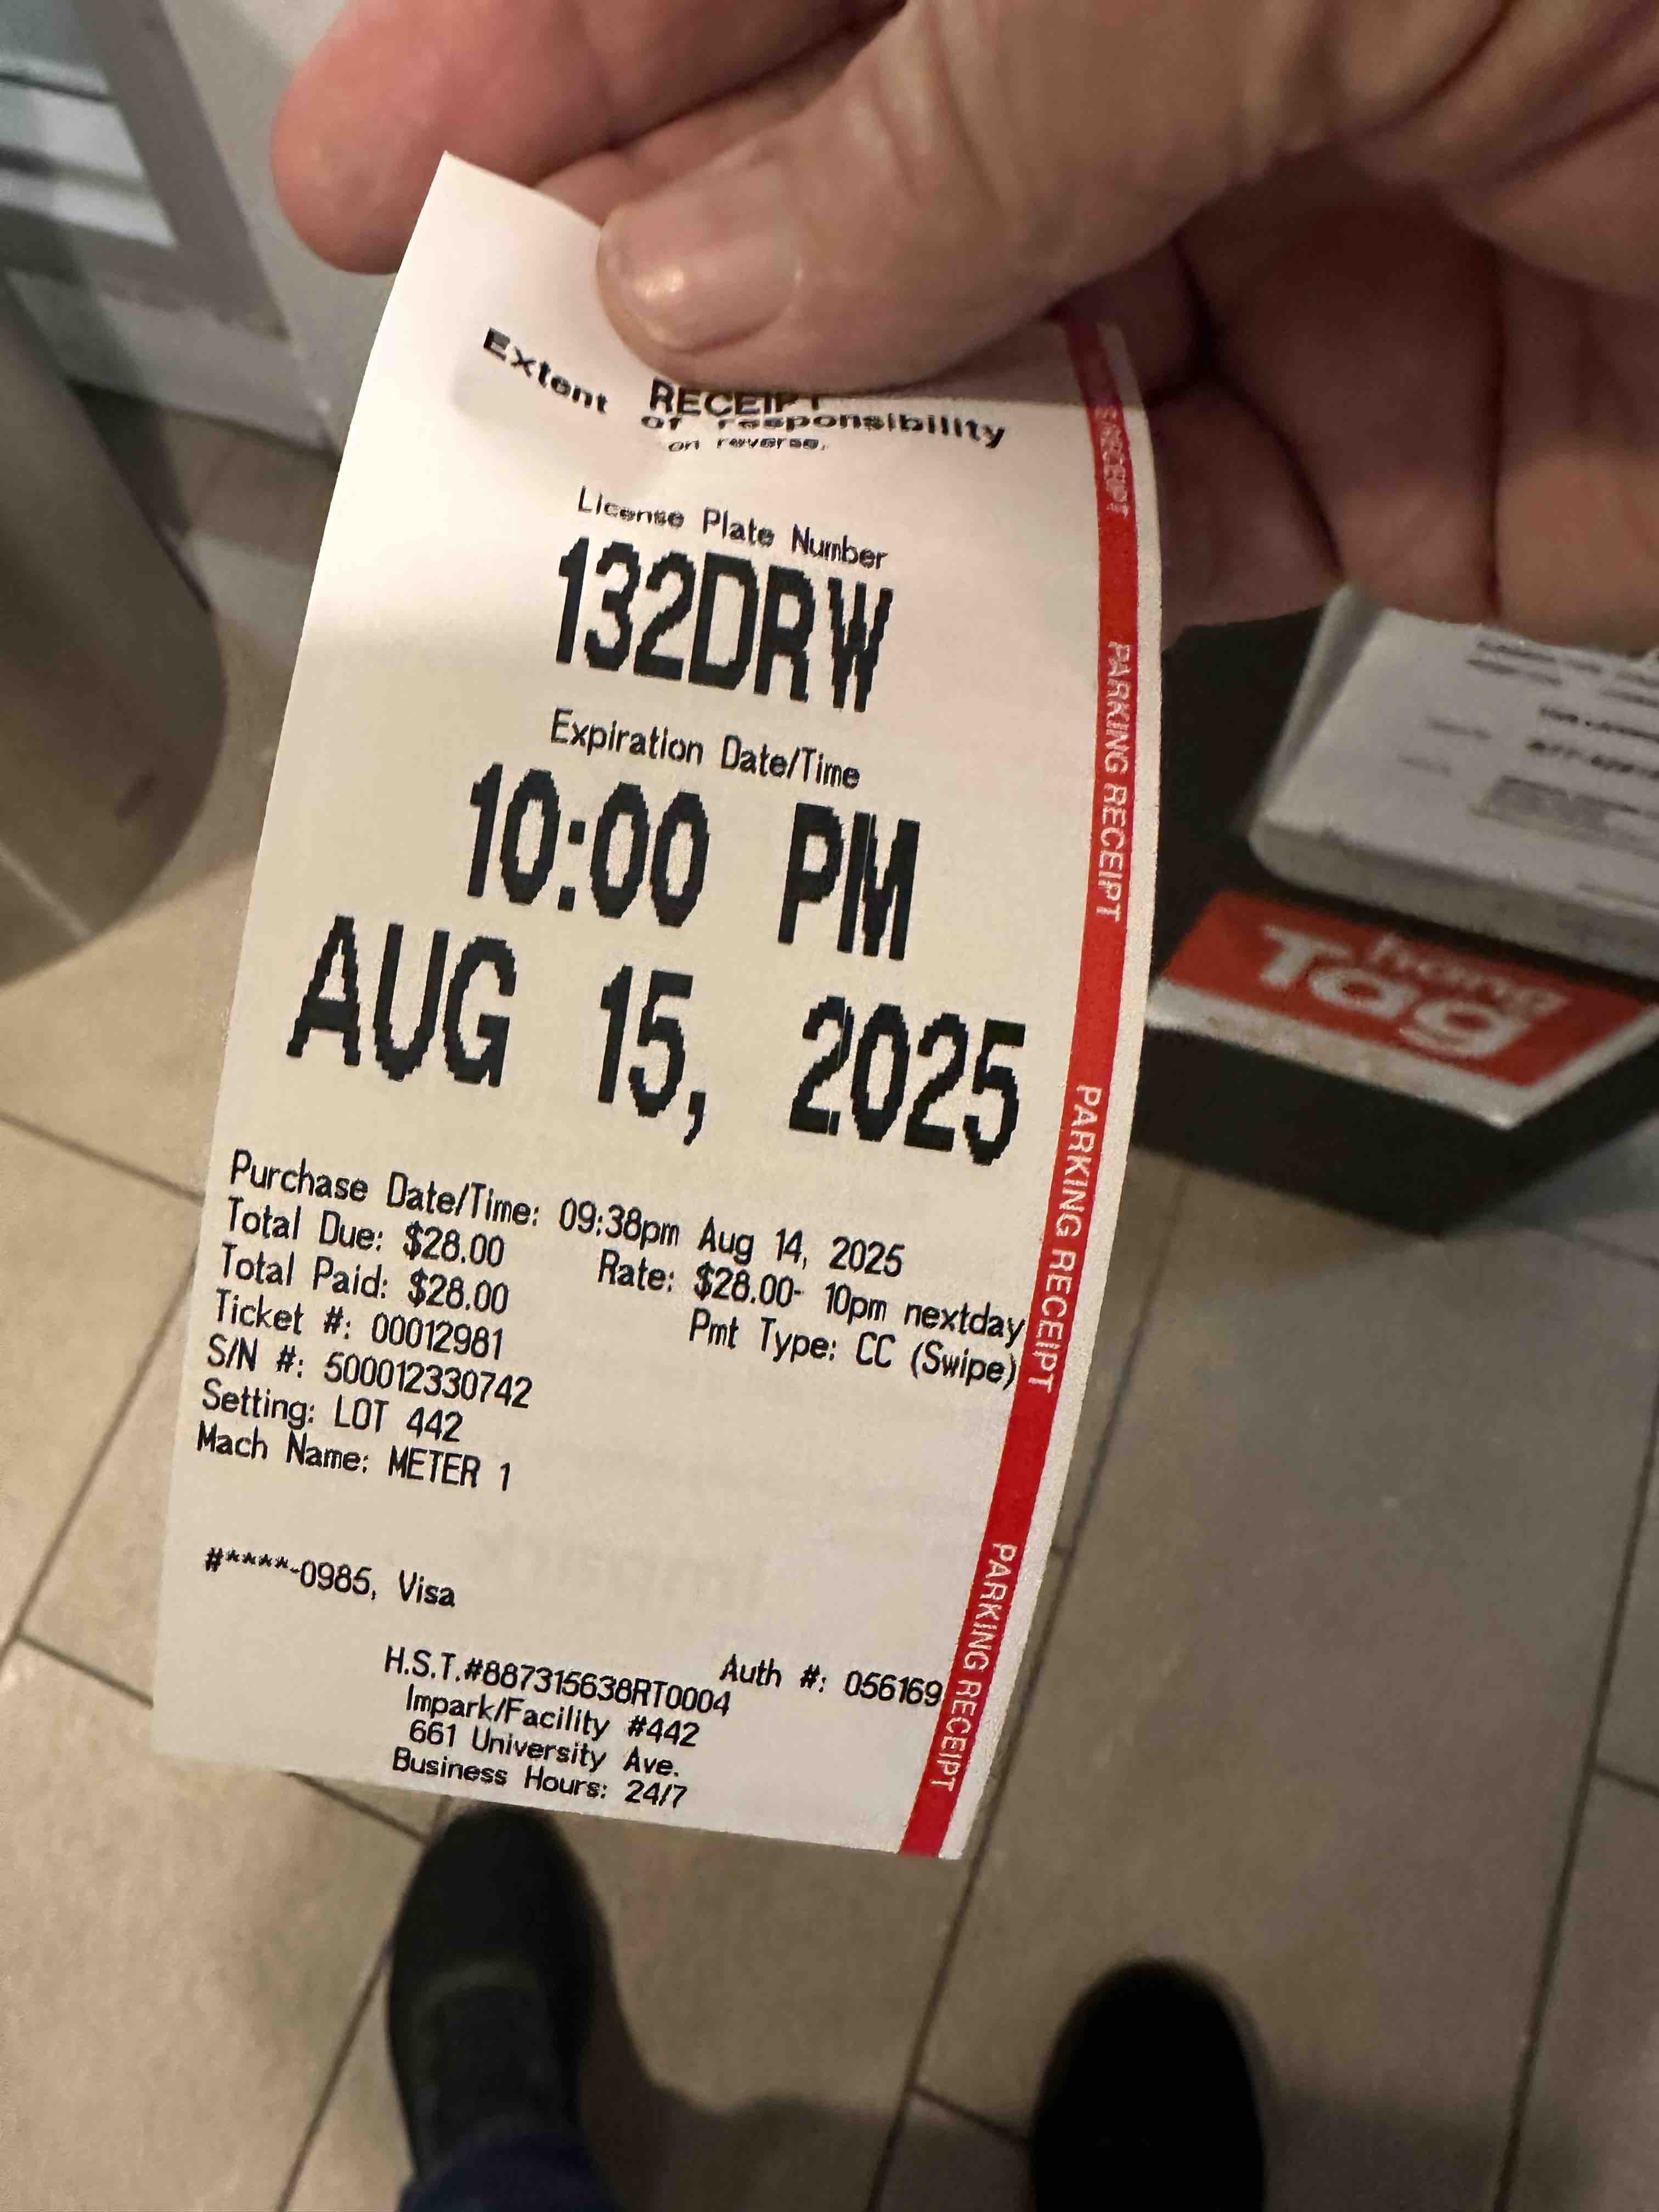 RECEIPT
Extent of responsibility
on reverse.
License Plate Number
132DRW
Expiration Date/Time
10:00 PM
AUG 15, 2025
Purchase Date/Time: 09:38pm Aug 14, 2025
Total Due: $28.00 Rate: $28.00- 10pm nextday
Total Paid: $28.00 Pmt Type: CC (Swipe)
Ticket #: 00012981
S/N #: 500012330742
Setting: LOT 442
Mach Name: METER 1
#****-0985, Visa
Auth #: 056169
H.S.T.#887315638RT0004
Impark/Facility #442
661 University Ave.
Business Hours: 24/7
RECEIPT
PARKING RECEIPT
PARKING RECEIPT
PARKING RECEIPT
hang
Tag